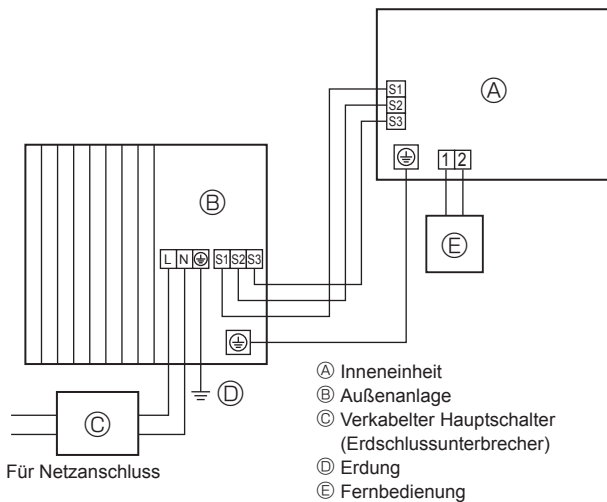 S1
S2
S3
Ⓐ
1 2
Ⓑ
L N S1 S2 S3
Ⓔ
Ⓓ
Ⓒ
Für Netzanschluss
Ⓐ Inneneinheit
Ⓑ Außenanlage
Ⓒ Verkabelter Hauptschalter
(Erdschlussunterbrecher)
Ⓓ Erdung
Ⓔ Fernbedienung